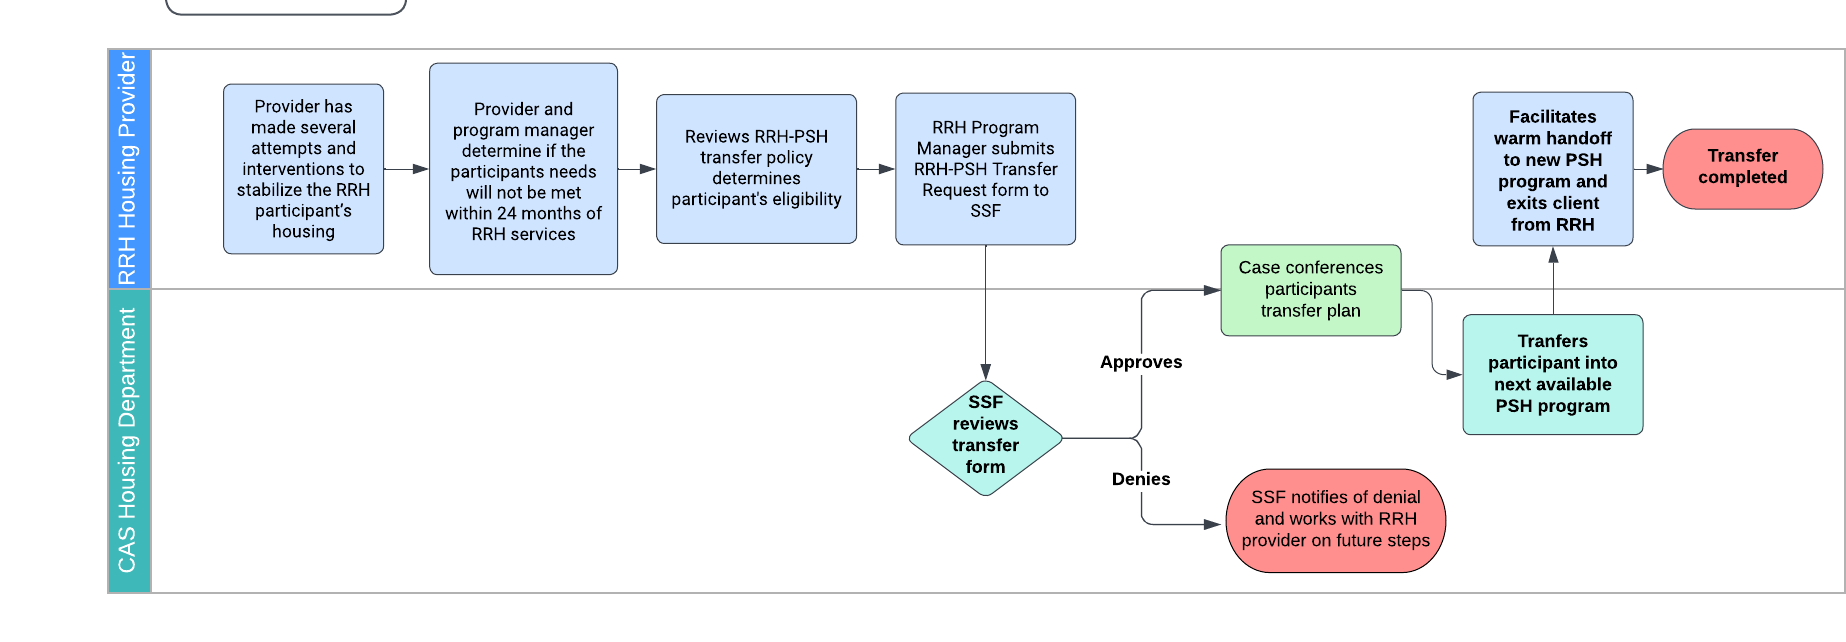 RRH Housing Provider
Provider has
made several
attempts and
interventions to
stabilize the RRH
participant's
housing
Provider and
program manager
determine if the
participants needs
will not be met
within 24 months of
RRH services
Reviews RRH-PSH
transfer policy
determines
participant's eligibility
RRH Program
Manager submits
RRH-PSH Transfer
Request form to
SSF
Facilitates
warm handoff
to new PSH
program and
exits client
from RRH
Transfer
completed
CAS Housing Department
SSF
reviews
transfer
form
Approves
Case conferences
participants
transfer plan
Tranfers
participant into
next available
PSH program
Denies
SSF notifies of denial
and works with RRH
provider on future steps